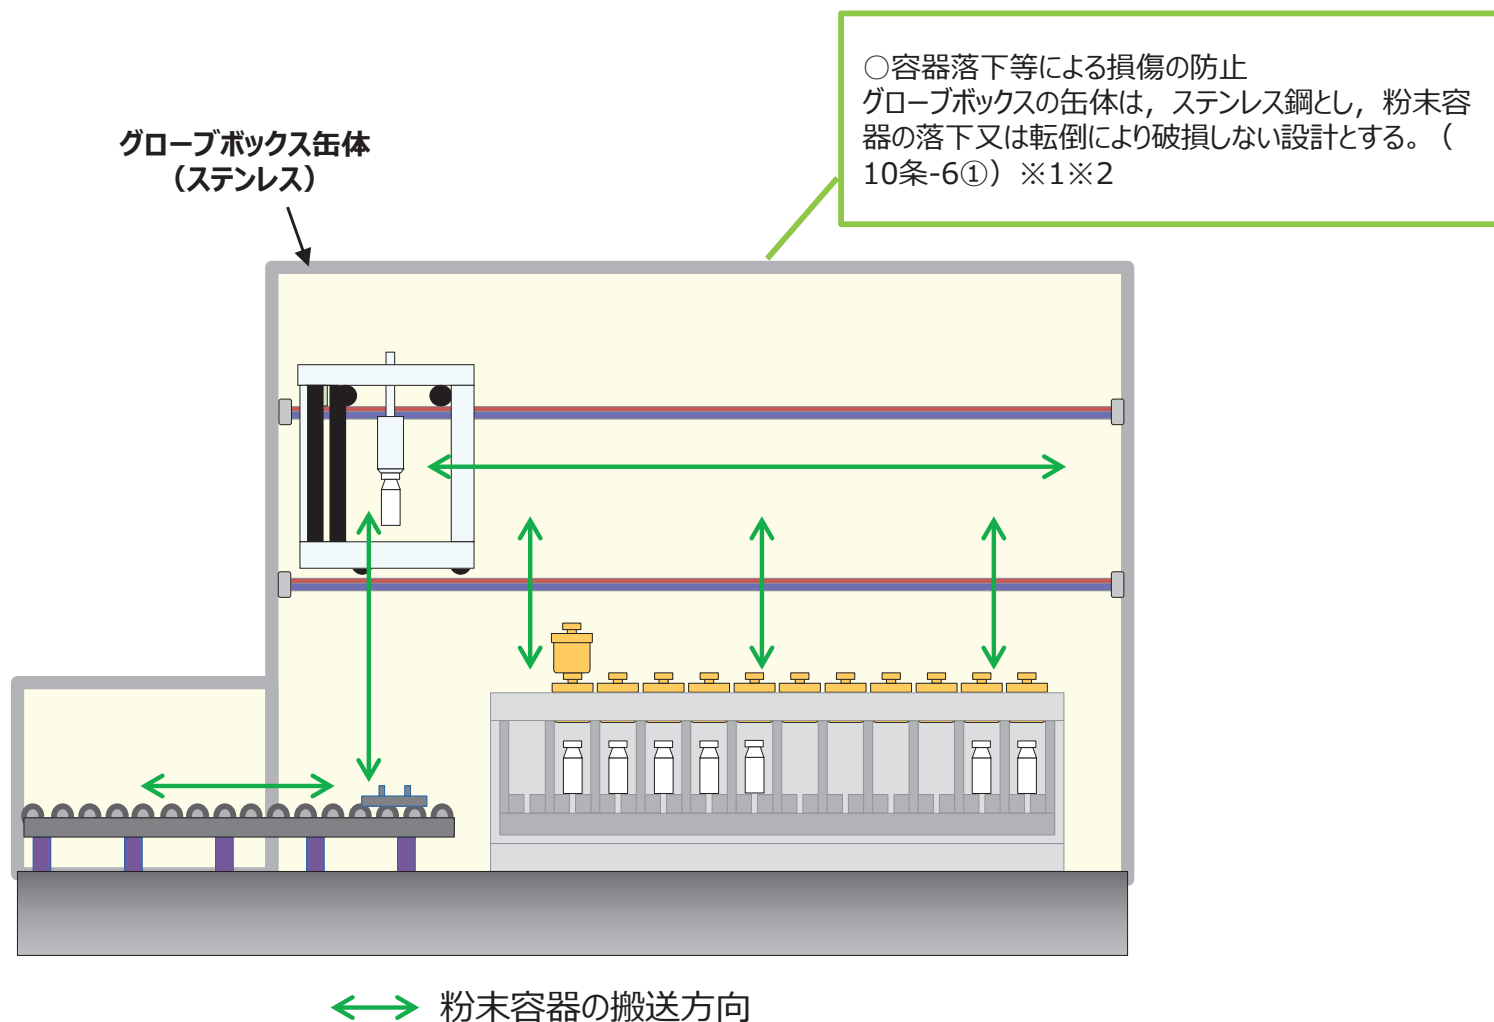 ○容器落下等による損傷の防止
グローブボックスの缶体は，ステンレス鋼とし，粉末容
器の落下又は転倒により破損しない設計とする。（
10条-6①）※1※2
グローブボックス缶体
（ステンレス）
粉末容器の搬送方向